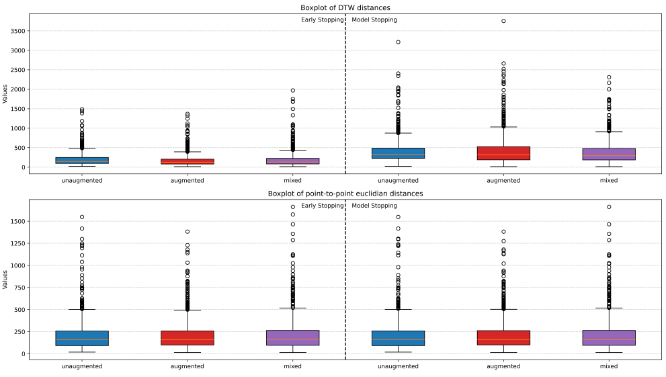 Boxplot of DTW distances
Early Stopping Model Stopping
3500
3000
2500
2000
1500
1000
500
0
Values
unaugmented augmented mixed unaugmented augmented mixed
Boxplot of point-to-point euclidian distances
Early Stopping Model Stopping
1500
1250
1000
750
500
250
0
Values
unaugmented augmented mixed unaugmented augmented mixed